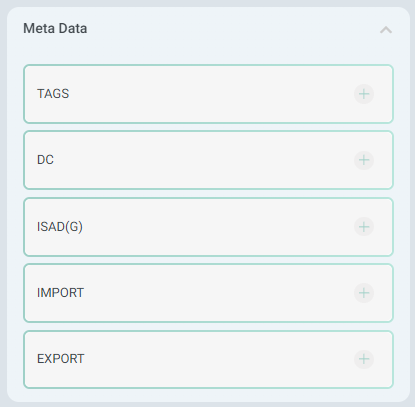 Meta Data
TAGS
DC
ISAD(G)
IMPORT
EXPORT